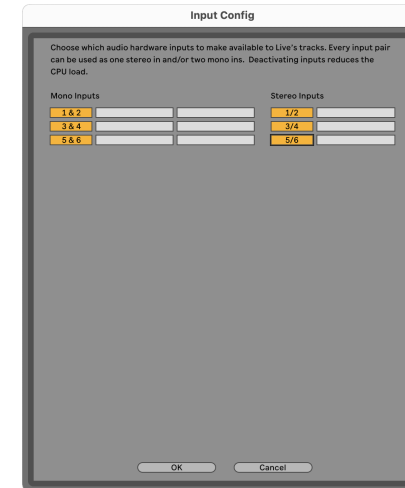 Input Config
Choose which audio hardware inputs to make available to Live's tracks. Every input pair
can be used as one stereo in and/or two mono ins.  Deactivating inputs reduces the
CPU load.
Mono Inputs Stereo Inputs
1 & 2 1/2
3 & 4 3/4
5 & 6 5/6
OK Cancel